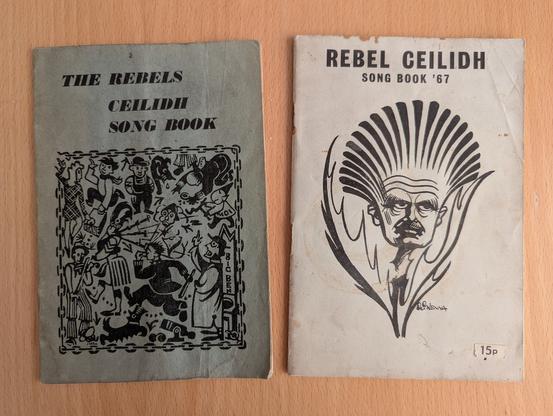 THE REBELS
CEILIDH
SONG BOOK
BIG BEN
REBEL CEILIDH
SONG BOOK '67
15p